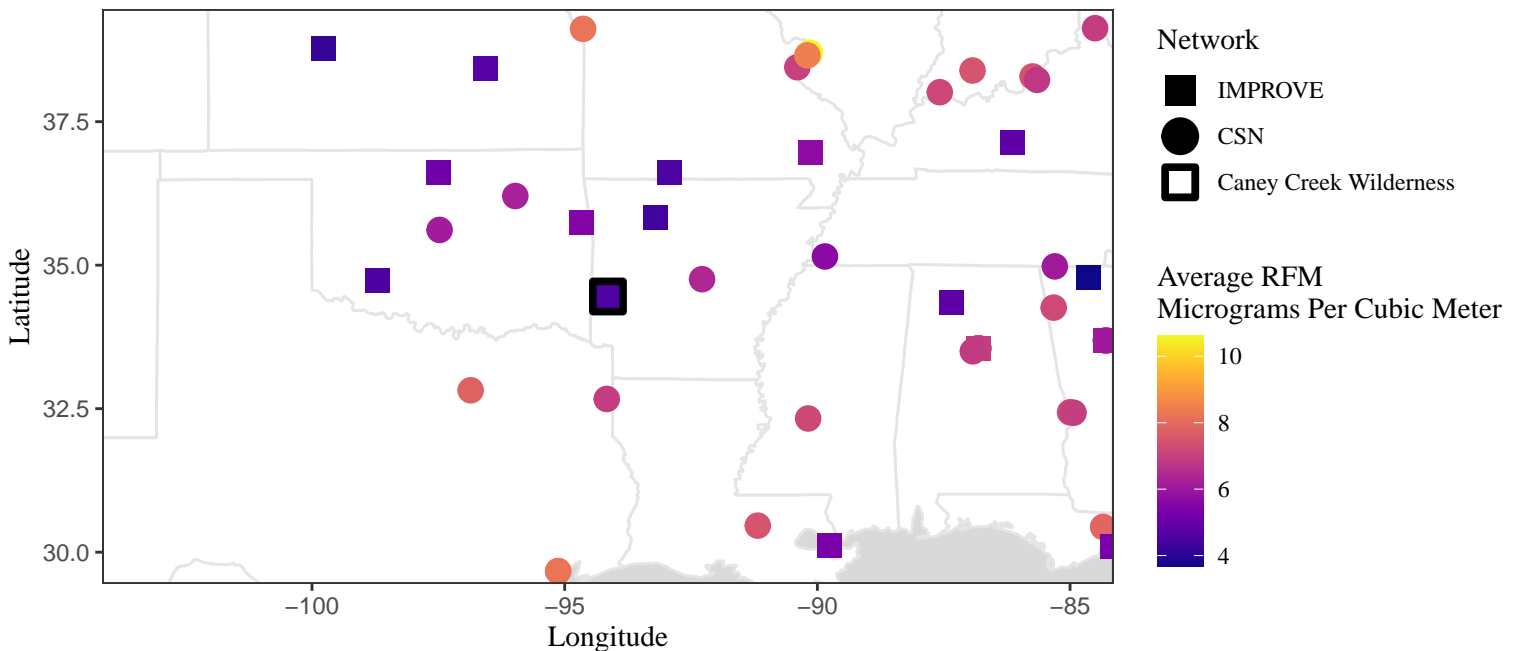 Network
IMPROVE
CSN
Caney Creek Wilderness
Average RFM
Micrograms Per Cubic Meter
10
8
6
4
Latitude
37.5
35.0
32.5
30.0
−100
−95
−90
−85
Longitude